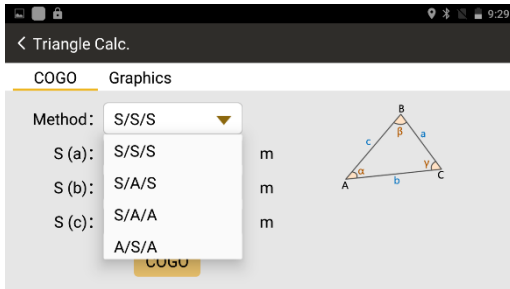 9:29
Triangle Calc.
COGO Graphics
Method: S/S/S
S (a): S/S/S m
S (b): S/A/S m
S (c): S/A/A m
A/S/A
COGO
B
β
c a
α γ
A b C